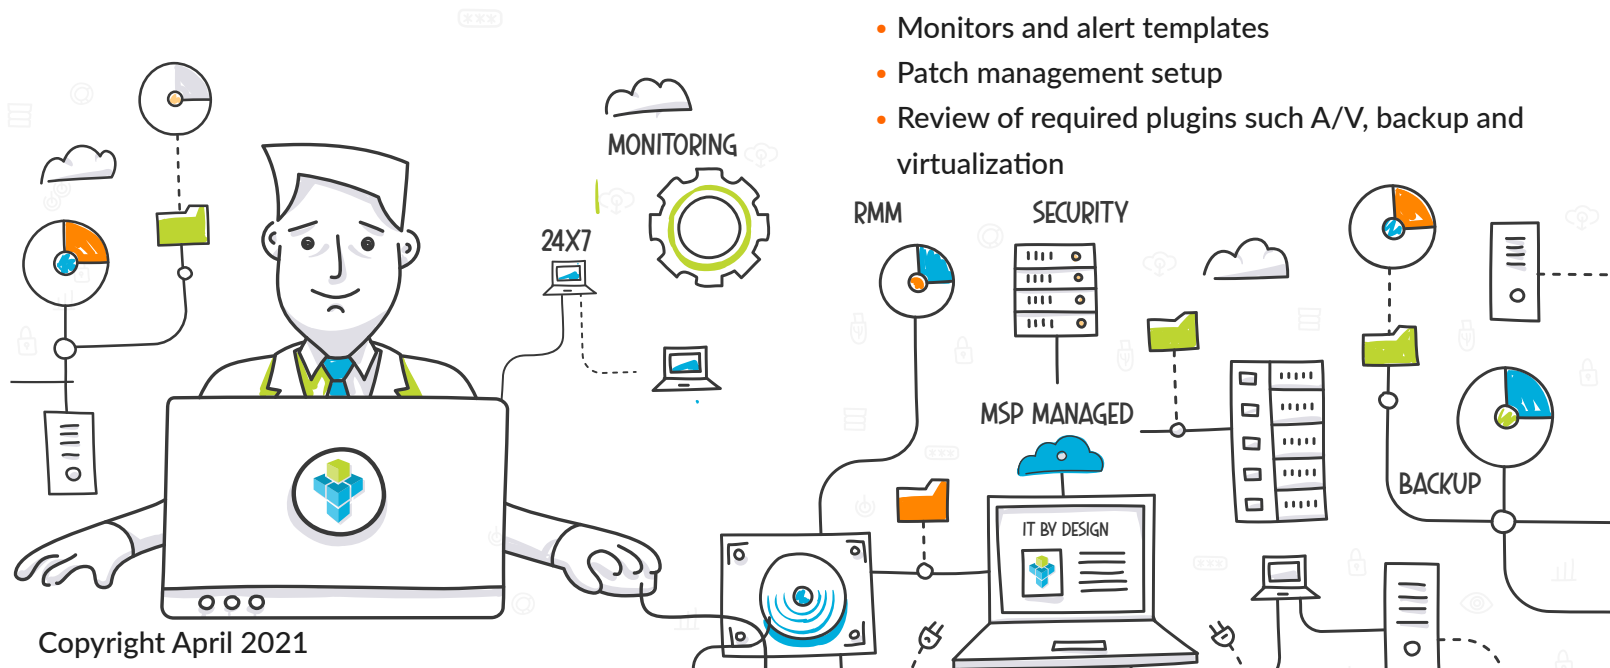 • Monitors and alert templates
• Patch management setup
• Review of required plugins such A/V, backup and
virtualization
MONITORING
24X7
RMM
SECURITY
MSP MANAGED
BACKUP
IT BY DESIGN
Copyright April 2021